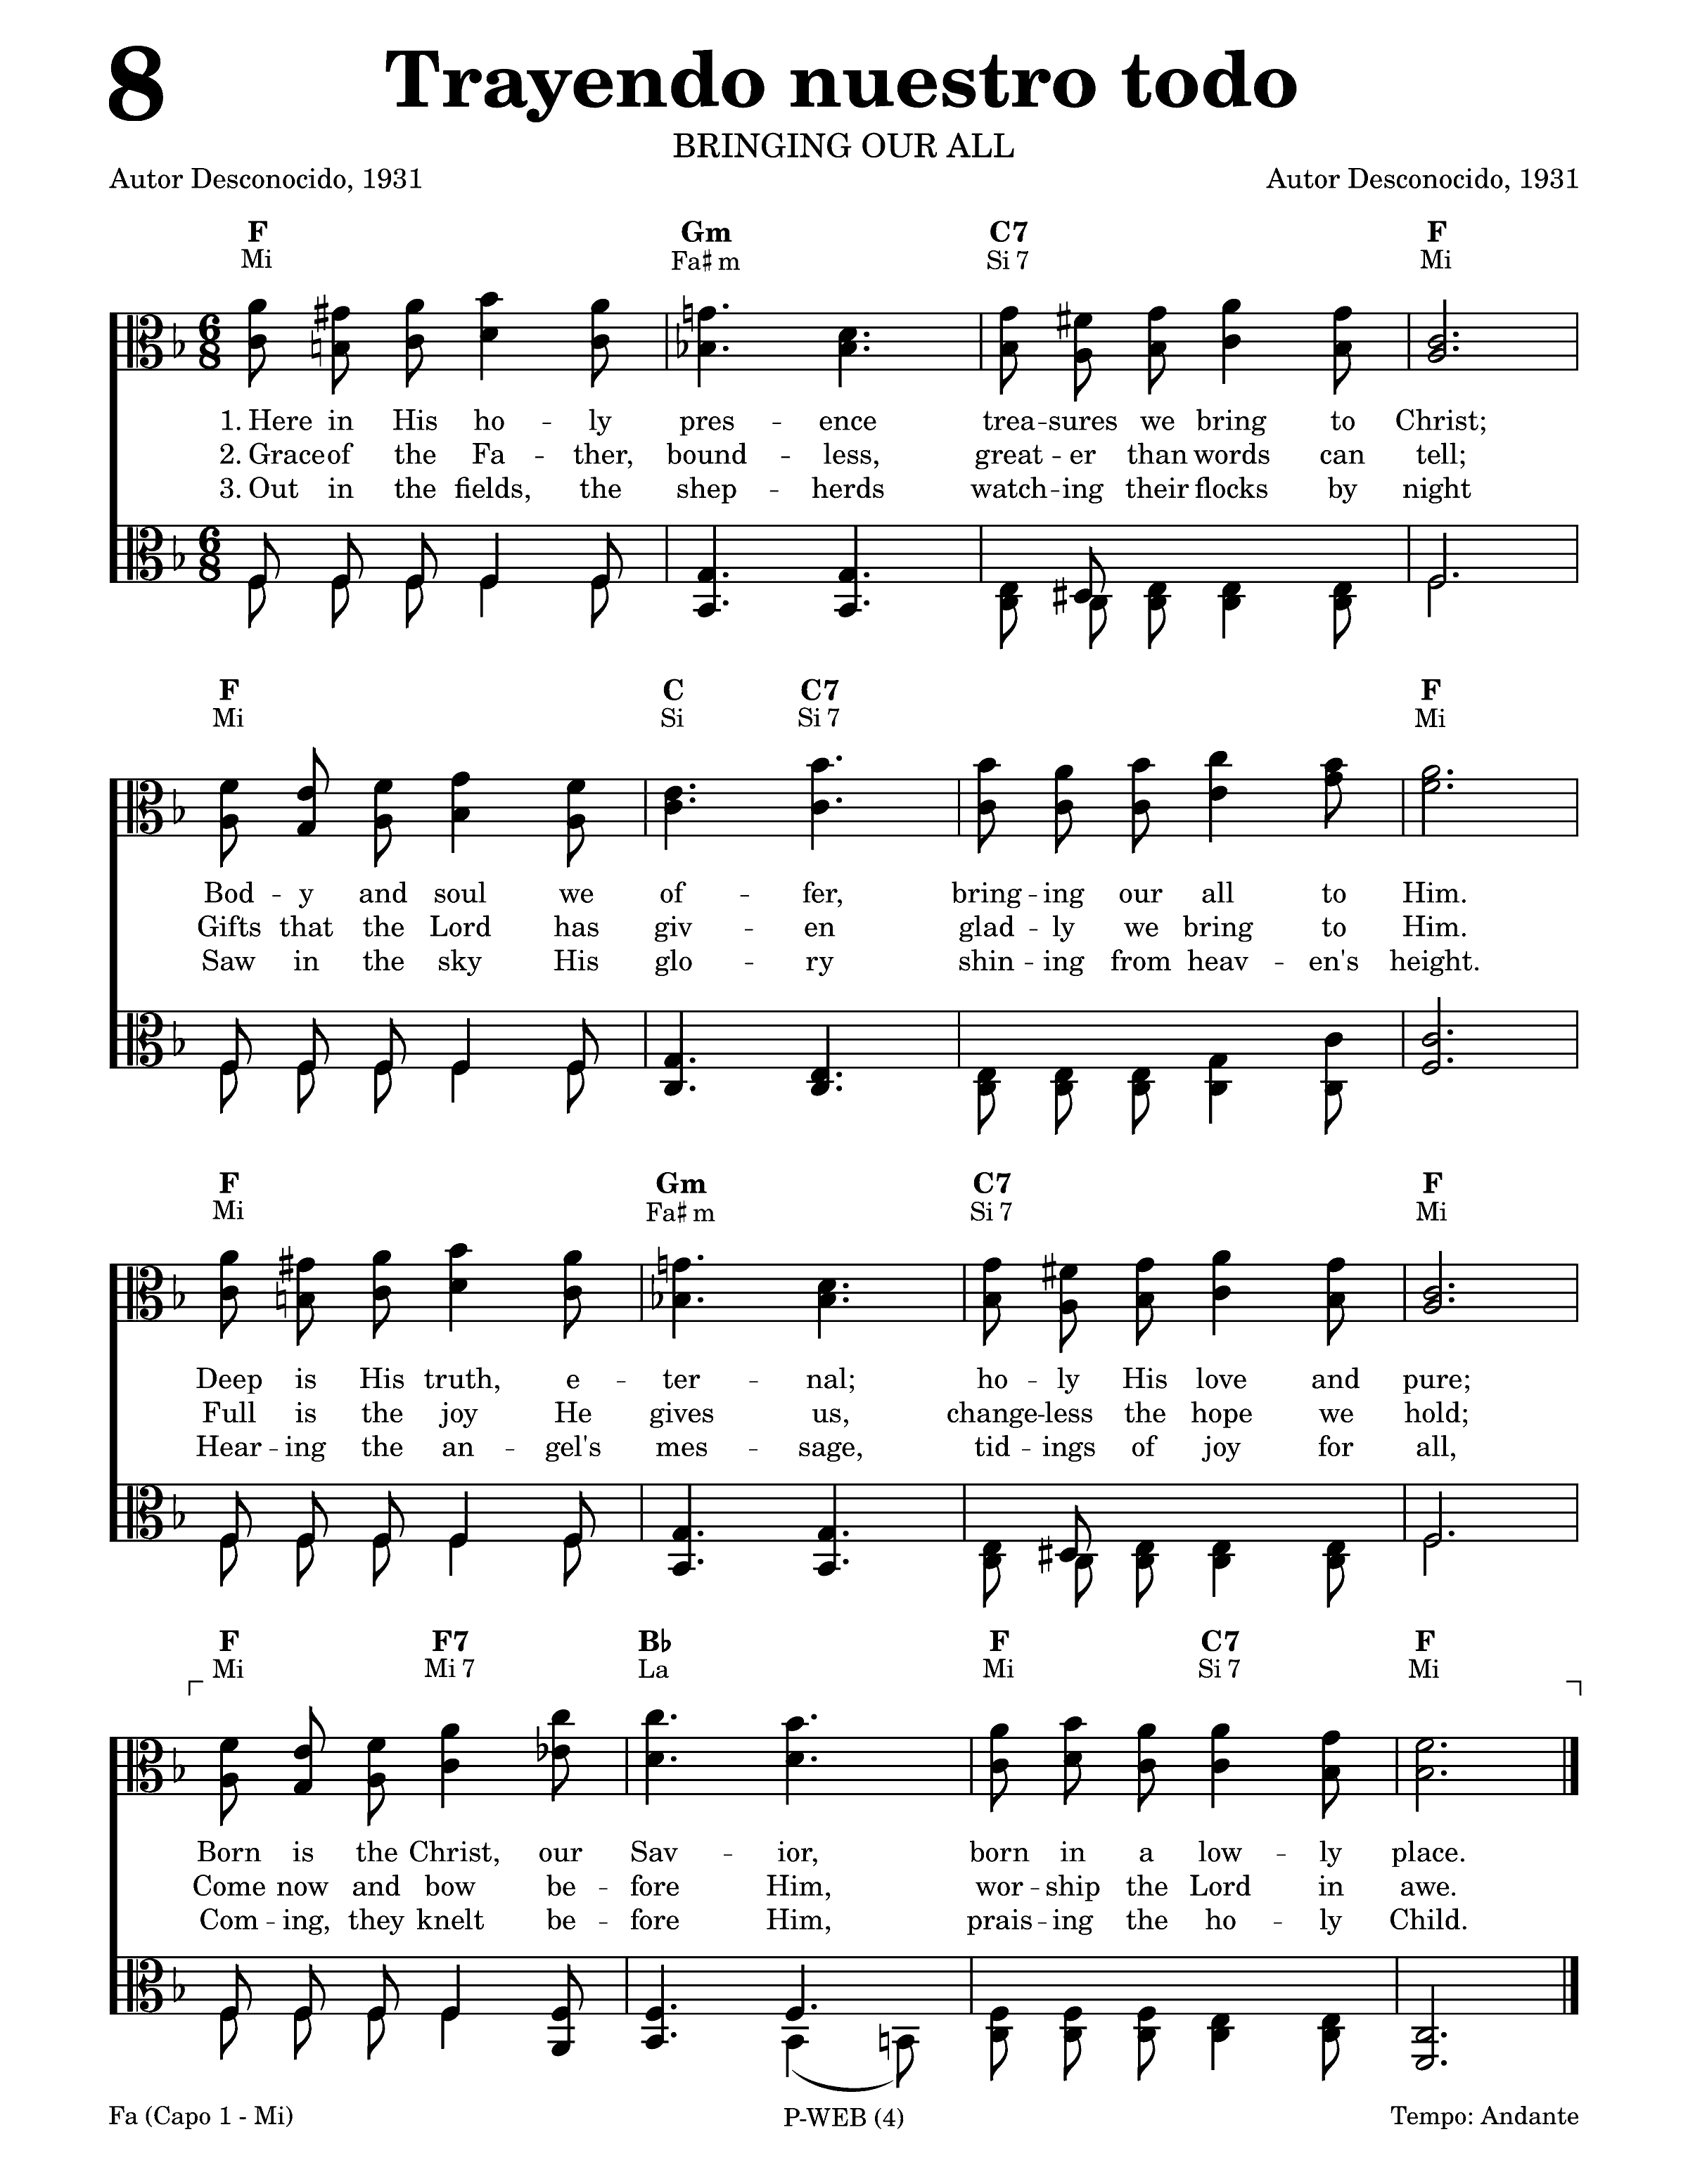 8 Trayendo nuestro todo
BRINGING OUR ALL
Autor Desconocido, 1931 Autor Desconocido, 1931
F Gm C7 F
Mi Fa♯ m Si 7 Mi
6 8
1. Here in His ho - ly pres - ence trea - sures we bring to Christ;
2. Grace of the Fa - ther, bound - less, great - er than words can tell;
3. Out in the fields, the shep - herds watch - ing their flocks by night
6 8
F C C7 F
Mi Si Si 7 Mi
Bod - y and soul we of - fer, bring - ing our all to Him.
Gifts that the Lord has giv - en glad - ly we bring to Him.
Saw in the sky His glo - ry shin - ing from heav - en's height.
F Gm C7 F
Mi Fa♯ m Si 7 Mi
Deep is His truth, e - ter - nal; ho - ly His love and pure;
Full is the joy He gives us, change - less the hope we hold;
Hear - ing the an - gel's mes - sage, tid - ings of joy for all,
F F7 B♭ F C7 F
Mi Mi 7 La Mi Si 7 Mi
Born is the Christ, our Sav - ior, born in a low - ly place.
Come now and bow be - fore Him, wor - ship the Lord in awe.
Com - ing, they knelt be - fore Him, prais - ing the ho - ly Child.
Fa (Capo 1 - Mi) P-WEB (4) Tempo: Andante